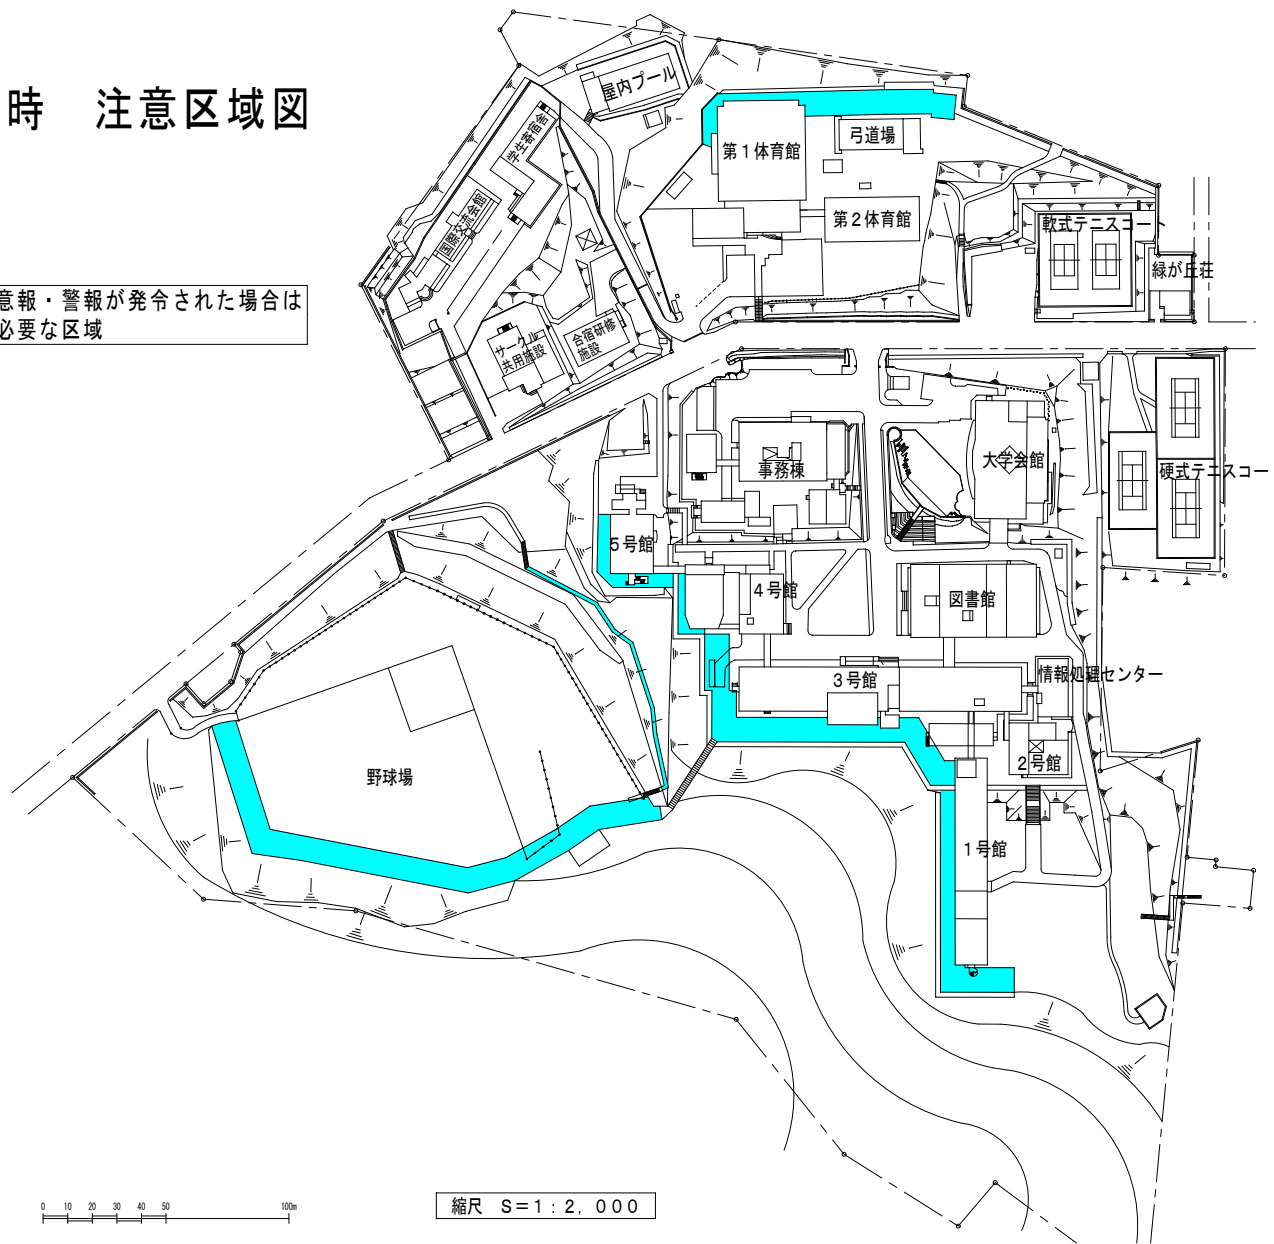 時　注意区域図
意報・警報が発令された場合は
必要な区域
屋内プール
学生寄宿舎
国際交流会館
第１体育館
弓道場
第２体育館
軟式テニスコート
緑が丘荘
サークル
共用施設
合宿研修
施設
事務棟
大学会館
硬式テニスコー
５号館
４号館
図書館
３号館
情報処理センター
２号館
野球場
１号館
0 10 20 30 40 50 100m
縮尺　Ｓ＝１：２，０００